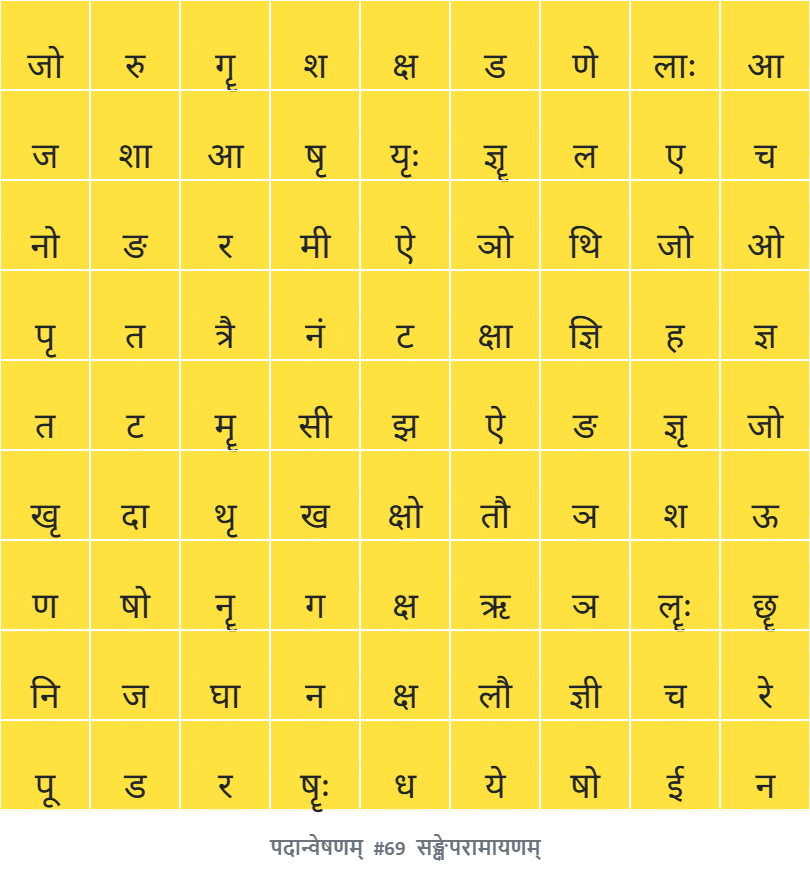 जो रु गॄ श क्ष ड णे लाः आ
ज शा आ षृ यृः ज्ञॄ ल ए च
नो ङ र मी ऐ ञो थि जो ओ
पृ त त्रै नं ट क्षा ज्ञि ह ज्ञ
त ट मॄ सी झ ऐ ङ ज्ञृ जो
खृ दा थृ ख क्षो तौ ञ श ऊ
ण षो नॄ ग क्ष ऋ ञ लॄः छॄ
नि ज घा न क्ष लौ ज्ञी च रे
पू ड र षॄः ध ये षो ई न
पदान्वेषणम् #69 सङ्क्षेपरामायणम्